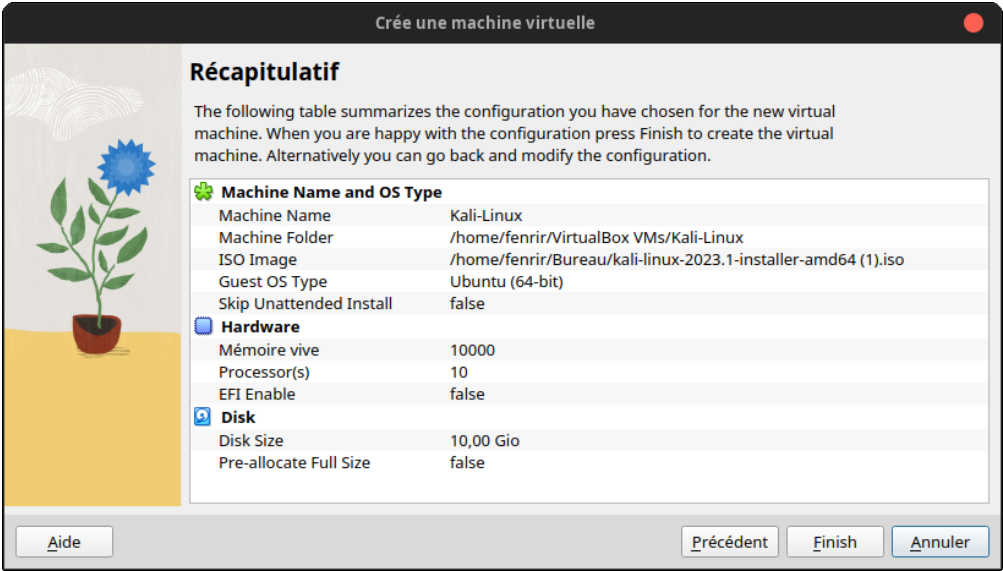 Crée une machine virtuelle
Récapitulatif
The following table summarizes the configuration you have chosen for the new virtual
machine. When you are happy with the configuration press Finish to create the virtual
machine. Alternatively you can go back and modify the configuration.
Machine Name and OS Type
Machine Name Kali-Linux
Machine Folder /home/fenrir/VirtualBox VMs/Kali-Linux
ISO Image /home/fenrir/Bureau/kali-linux-2023.1-installer-amd64 (1).iso
Guest OS Type Ubuntu (64-bit)
Skip Unattended Install false
Hardware
Mémoire vive 10000
Processor(s) 10
EFI Enable false
Disk
Disk Size 10,00 Gio
Pre-allocate Full Size false
Aide Précédent Finish Annuler